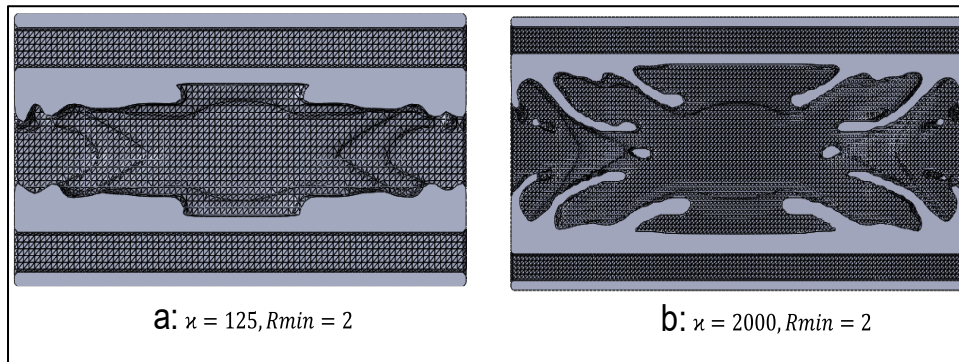 a: ϰ = 125, Rmin = 2
b: ϰ = 2000, Rmin = 2